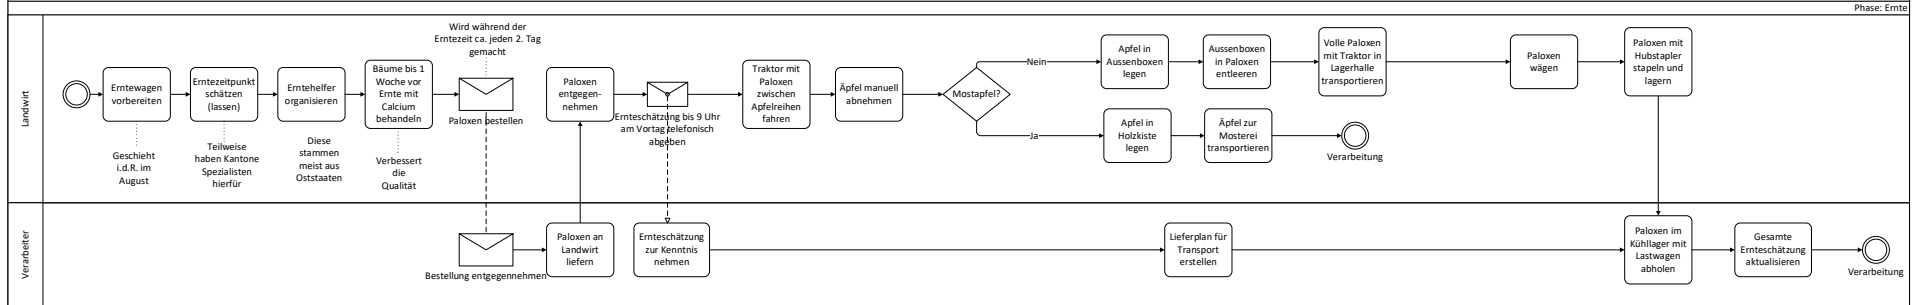 Phase: Ernte
Landwirt
Erntewagen
vorbereiten
Geschieht
i.d.R. im
August
Erntezeitpunkt
schätzen
(lassen)
Teilweise
haben Kantone
Spezialisten
hierfür
Erntehelfer
organisieren
Diese
stammen
meist aus
Oststaaten
Bäume bis 1
Woche vor
Ernte mit
Calcium
behandeln
Verbessert
die
Qualität
Wird während der
Erntezeit ca. jeden 2. Tag
gemacht
Paloxen bestellen
Paloxen
entgegen-
nehmen
Ernteschätzung bis 9 Uhr
am Vortag telefonisch
abgeben
Traktor mit
Paloxen
zwischen
Apfelreihen
fahren
Äpfel manuell
abnehmen
Mostapfel?
Nein
Apfel in
Aussenboxen
legen
Aussenboxen
in Paloxen
entleeren
Volle Paloxen
mit Traktor in
Lagerhalle
transportieren
Paloxen
wägen
Paloxen mit
Hubstapler
stapeln und
lagern
Ja
Apfel in
Holzkiste
legen
Äpfel zur
Mosterei
transportieren
Verarbeitung
Verarbeiter
Bestellung entgegennehmen
Paloxen an
Landwirt
liefern
Ernteschätzung
zur Kenntnis
nehmen
Lieferplan für
Transport
erstellen
Paloxen im
Kühllager mit
Lastwagen
abholen
Gesamte
Ernteschätzung
aktualisieren
Verarbeitung